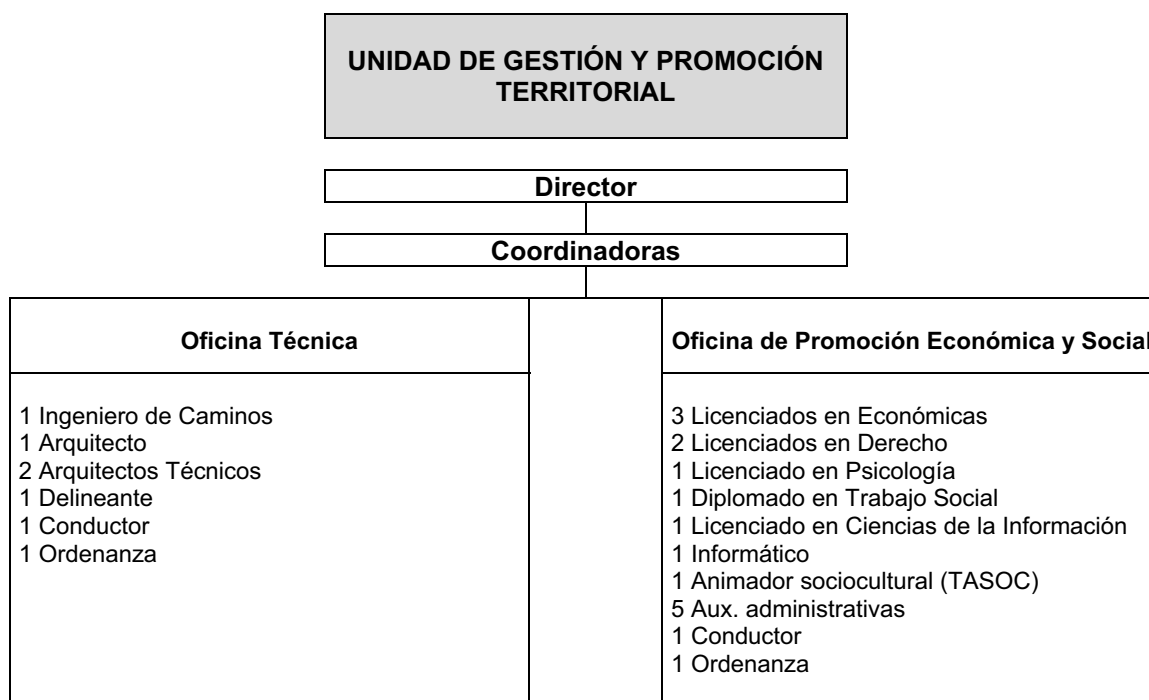 UNIDAD DE GESTIÓN Y PROMOCIÓN
TERRITORIAL
Director
Coordinadoras
Oficina Técnica
1 Ingeniero de Caminos
1 Arquitecto
2 Arquitectos Técnicos
1 Delineante
1 Conductor
1 Ordenanza
Oficina de Promoción Económica y Social
3 Licenciados en Económicas
2 Licenciados en Derecho
1 Licenciado en Psicología
1 Diplomado en Trabajo Social
1 Licenciado en Ciencias de la Información
1 Informático
1 Animador sociocultural (TASOC)
5 Aux. administrativas
1 Conductor
1 Ordenanza